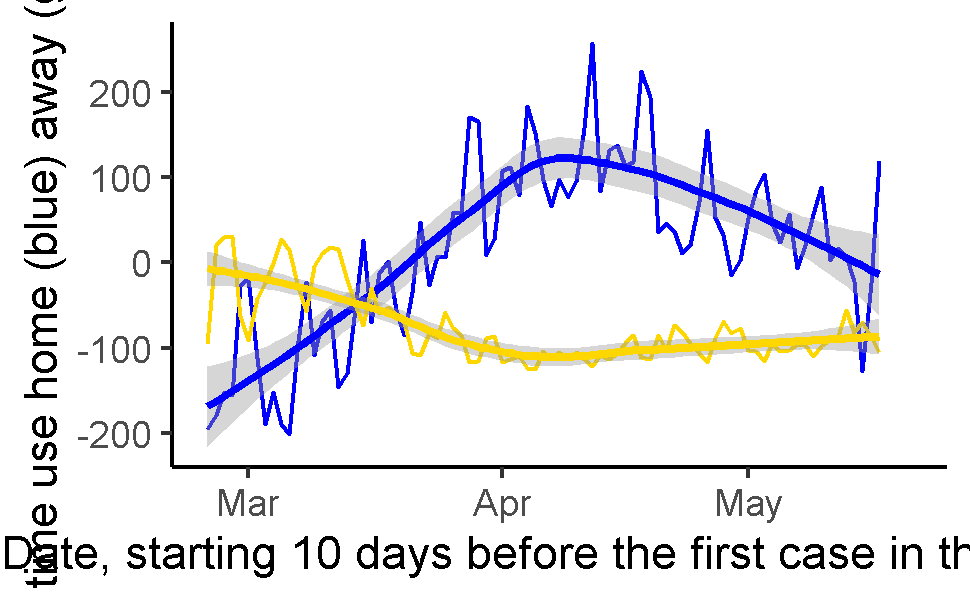 time use home (blue) away (
200
100
0
-100
-200
Mar Apr May
Date, starting 10 days before the first case in th